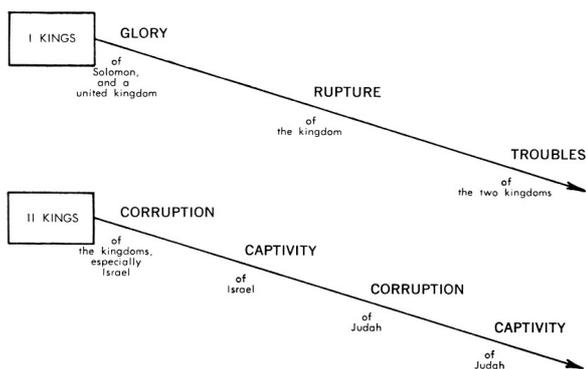 I KINGS
GLORY
of
Solomon,
and a
united kingdom
RUPTURE
of
the kingdom
TROUBLES
of
the two kingdoms
II KINGS
CORRUPTION
of
the kingdoms,
especially
Israel
CAPTIVITY
of
Israel
CORRUPTION
of
Judah
CAPTIVITY
of
Judah